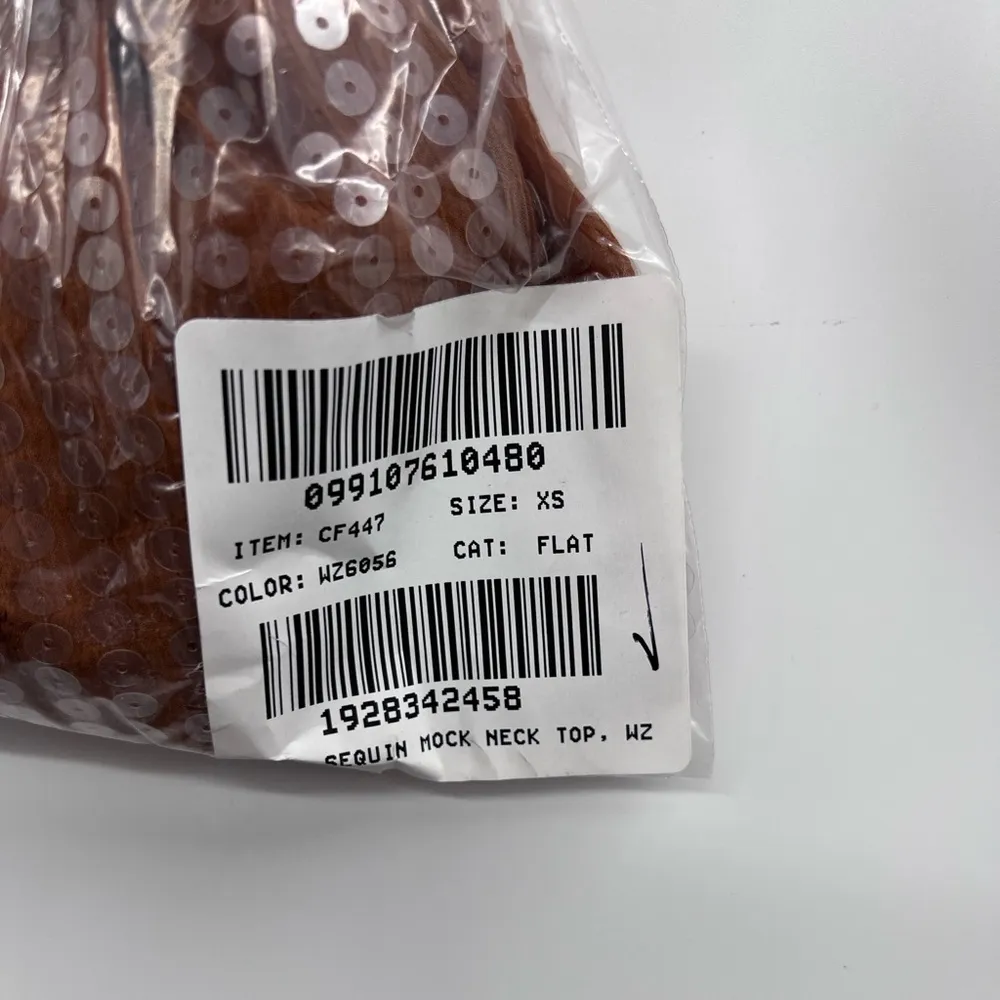 099107610480
ITEM: CF447 SIZE: XS
COLOR: WZ6056 CAT: FLAT
1928342458
SEQUIN MOCK NECK TOP, WZ